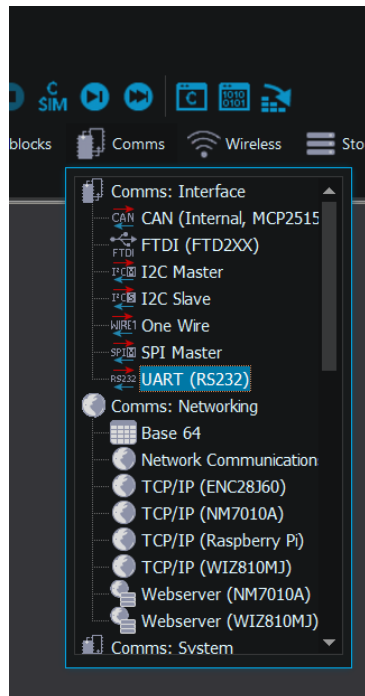 C
SIM
C
1010
0101
blocks
Comms
Wireless
Sto
Comms: Interface
CAN
CAN (Internal, MCP2515
FTDI
FTDI (FTD2XX)
I²C M
I2C Master
I²C S
I2C Slave
WIRE1
One Wire
SPI M
SPI Master
RS232
UART (RS232)
Comms: Networking
Base 64
Network Communication
TCP/IP (ENC28J60)
TCP/IP (NM7010A)
TCP/IP (Raspberry Pi)
TCP/IP (WIZ810MJ)
Webserver (NM7010A)
Webserver (WIZ810MJ)
Comms: System